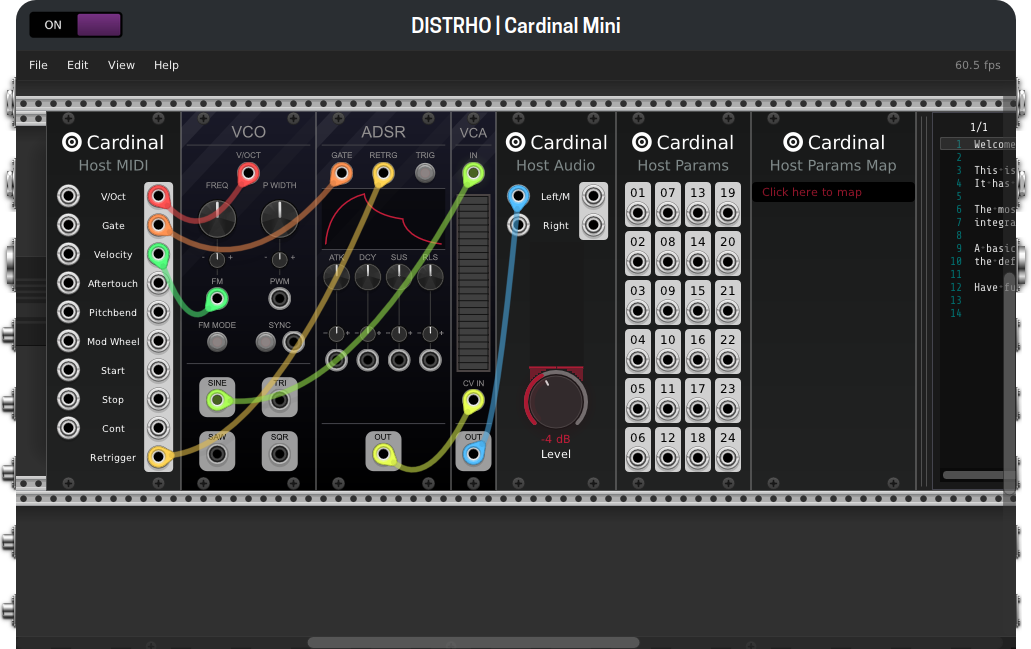 ON
DISTRHO | Cardinal Mini
File Edit View Help
60.5 fps
Cardinal
Host MIDI
V/Oct
Gate
Velocity
Aftertouch
Pitchbend
Mod Wheel
Start
Stop
Cont
Retrigger
VCO
V/OCT
FREQ P WIDTH
FM PWM
FM MODE SYNC
SINE TRI
SAW SQR
ADSR
GATE RETRG TRIG
ATK DCY SUS RLS
OUT
VCA
IN
CV IN
OUT
Cardinal
Host Audio
Left/M
Right
-4 dB
Level
Cardinal
Host Params
01 07 13 19
02 08 14 20
03 09 15 21
04 10 16 22
05 11 17 23
06 12 18 24
Cardinal
Host Params Map
Click here to map
1/1
1 Welcome
2
3 This·is
4 It·has
5
6 The·mos
7 integra
8
9 A·basic
10 the·def
11
12 Have·fu
13
14